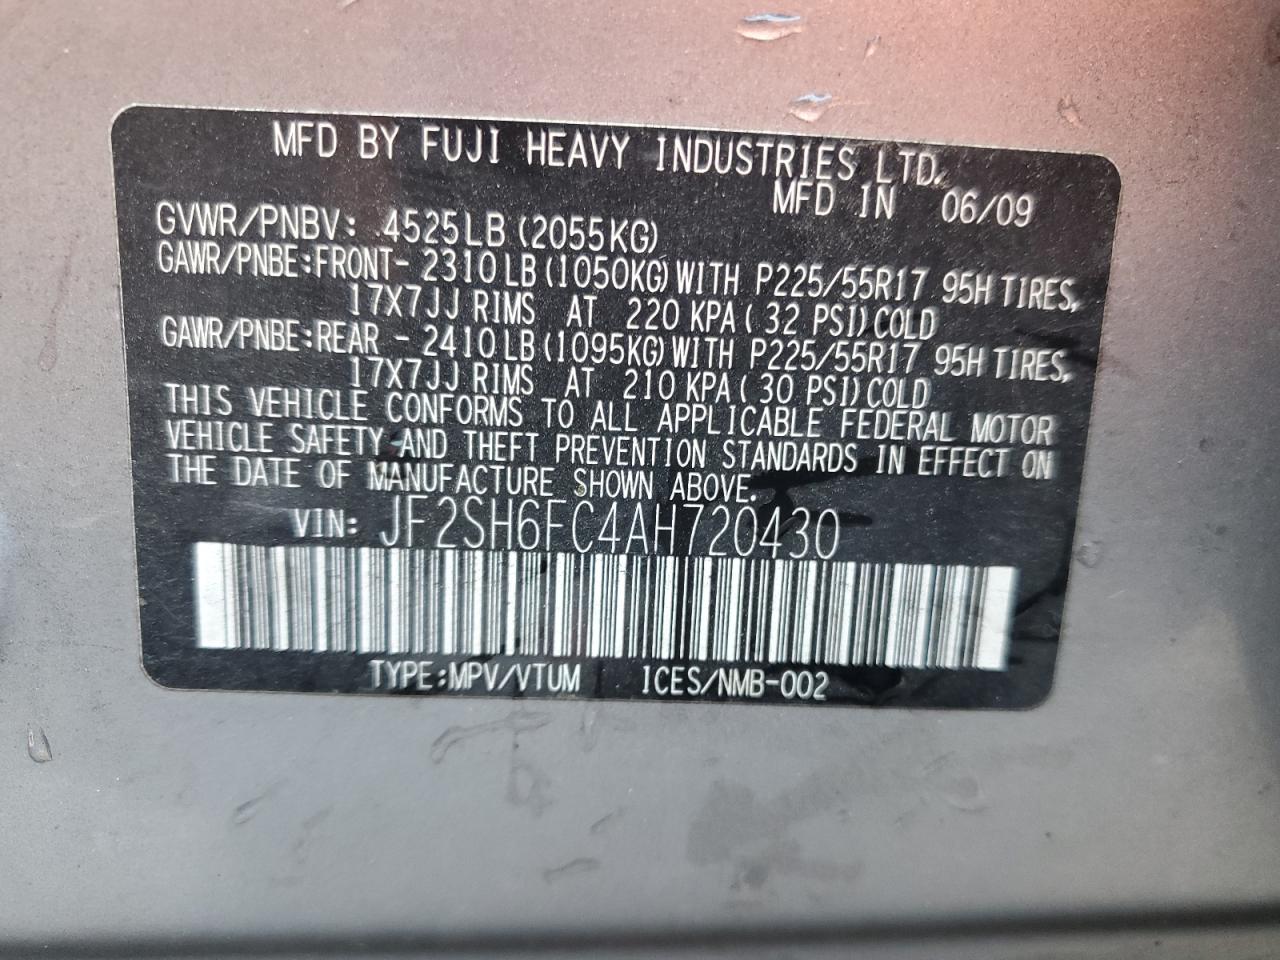 MFD BY FUJI HEAVY INDUSTRIES LTD.
MFD IN 06/09
GVWR/PNBV: 4525LB (2055KG)
GAWR/PNBE:FRONT- 2310 LB (1050KG) WITH P225/55R17 95H TIRES,
17X7JJ RIMS AT 220 KPA ( 32 PSI) COLD
GAWR/PNBE:REAR - 2410 LB (1095KG) WITH P225/55R17 95H TIRES,
17X7JJ RIMS AT 210 KPA ( 30 PSI) COLD
THIS VEHICLE CONFORMS TO ALL APPLICABLE FEDERAL MOTOR
VEHICLE SAFETY AND THEFT PREVENTION STANDARDS IN EFFECT ON
THE DATE OF MANUFACTURE SHOWN ABOVE.
VIN: JF2SH6FC4AH720430
TYPE:MPV/VTUM ICES/NMB-002